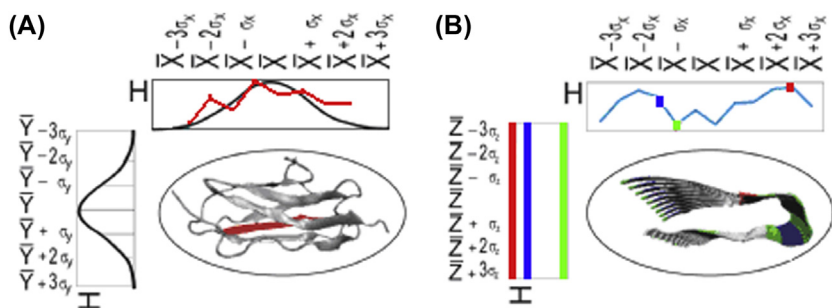 (A)
X̄ - 3σx
X̄ - 2σx
X̄ - σx
X̄
X̄ + σx
X̄ + 2σx
X̄ + 3σx
H
Ȳ - 3σy
Ȳ - 2σy
Ȳ - σy
Ȳ
Ȳ + σy
Ȳ + 2σy
Ȳ + 3σy
H
(B)
X̄ - 3σx
X̄ - 2σx
X̄ - σx
X̄
X̄ + σx
X̄ + 2σx
X̄ + 3σx
H
Z̄ - 3σz
Z̄ - 2σz
Z̄ - σz
Z̄
Z̄ + σz
Z̄ + 2σz
Z̄ + 3σz
H